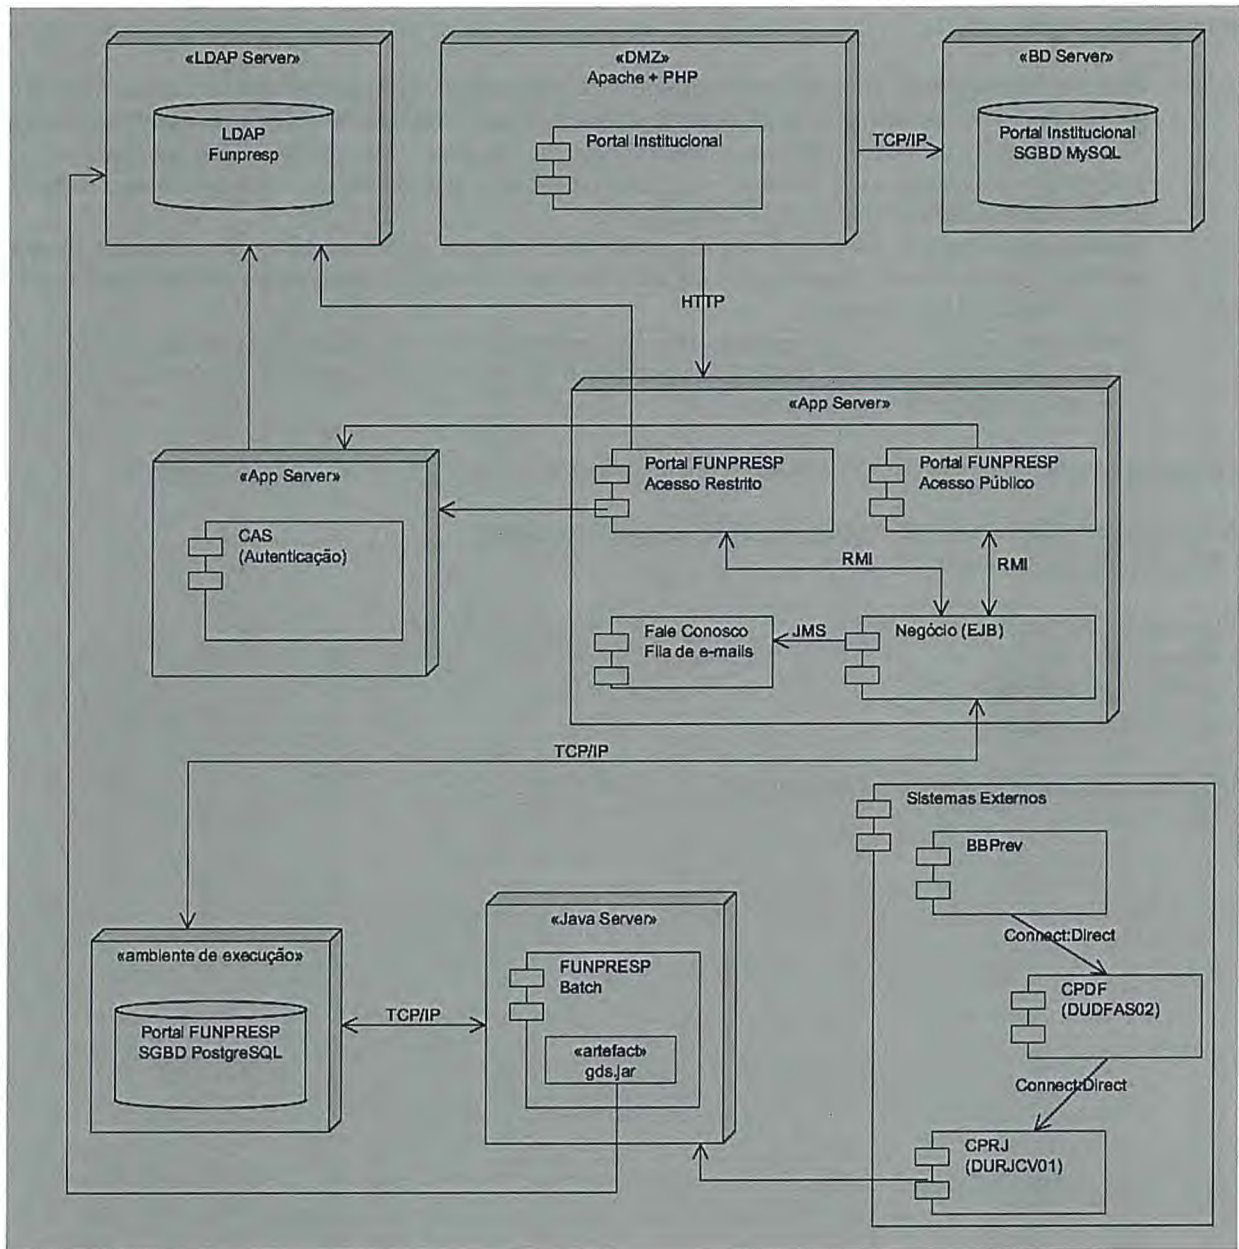 «LDAP Server»
LDAP
Funpresp
«DMZ»
Apache + PHP
Portal Institucional
TCP/IP
«BD Server»
Portal Institucional
SGBD MySQL
HTTP
«App Server»
Portal FUNPRESP
Acesso Restrito
Portal FUNPRESP
Acesso Público
«App Server»
CAS
(Autenticação)
RMI
RMI
Fale Conosco
Fila de e-mails
JMS
Negócio (EJB)
TCP/IP
Sistemas Externos
BBPrev
Connect:Direct
CPDF
(DUDFAS02)
Connect:Direct
CPRJ
(DURJCV01)
«ambiente de execução»
Portal FUNPRESP
SGBD PostgreSQL
TCP/IP
«Java Server»
FUNPRESP
Batch
«artefact»
gds.jar